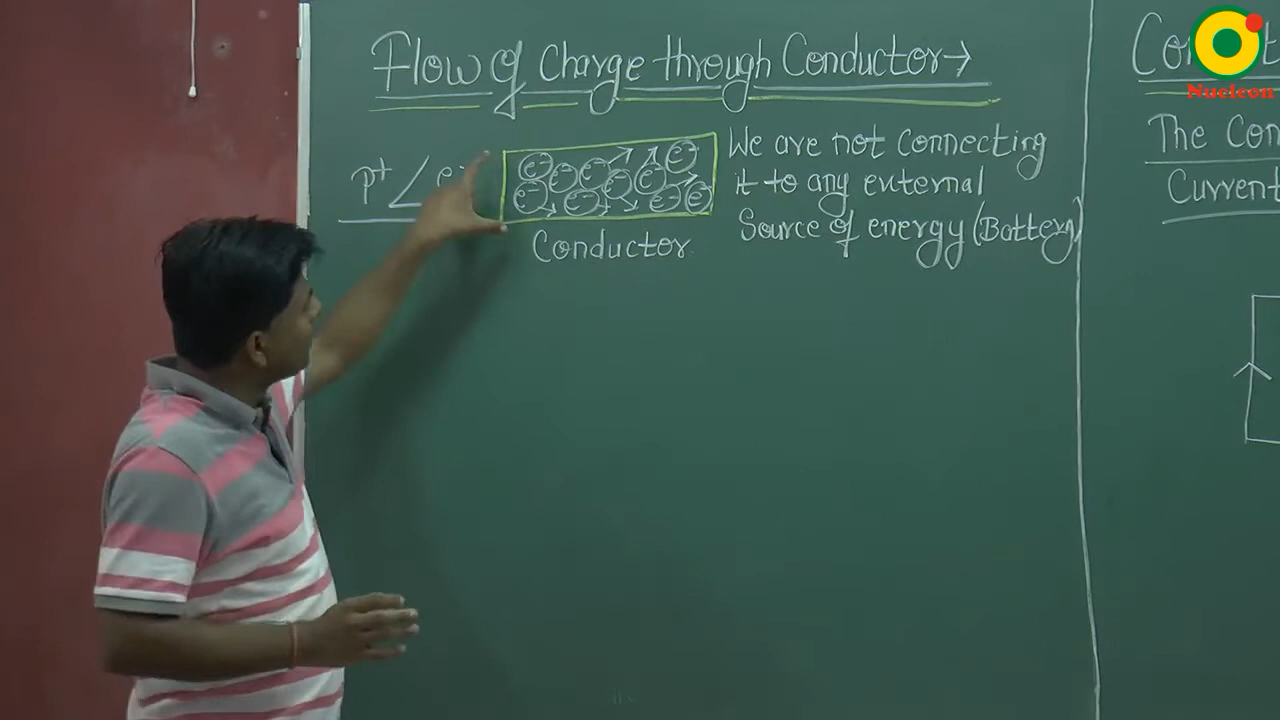 Flow of Charge through Conductor→
p+ < e-
e- e- e- e- e- e- e- e- e- e- e-
Conductor
We are not connecting
it to any external
Source of energy (Battery)
The Con
Current
Nucleon